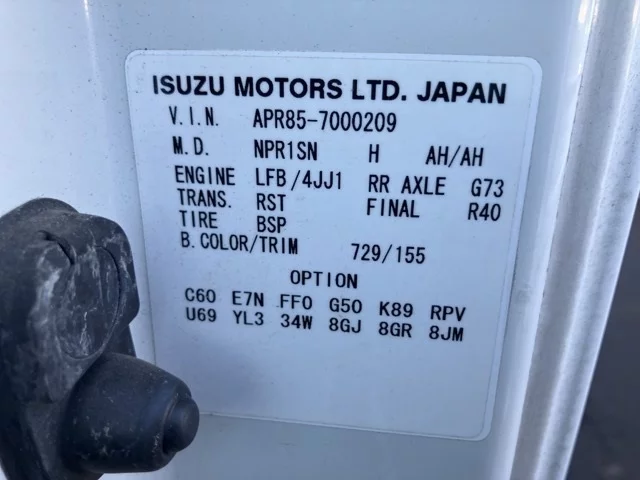 ISUZU MOTORS LTD. JAPAN
V.I.N. APR85-7000209
M.D. NPR1SN H AH/AH
ENGINE LFB/4JJ1 RR AXLE G73
TRANS. RST FINAL R40
TIRE BSP
B.COLOR/TRIM 729/155
OPTION
C60 E7N FF0 G50 K89 RPV
U69 YL3 34W 8GJ 8GR 8JM